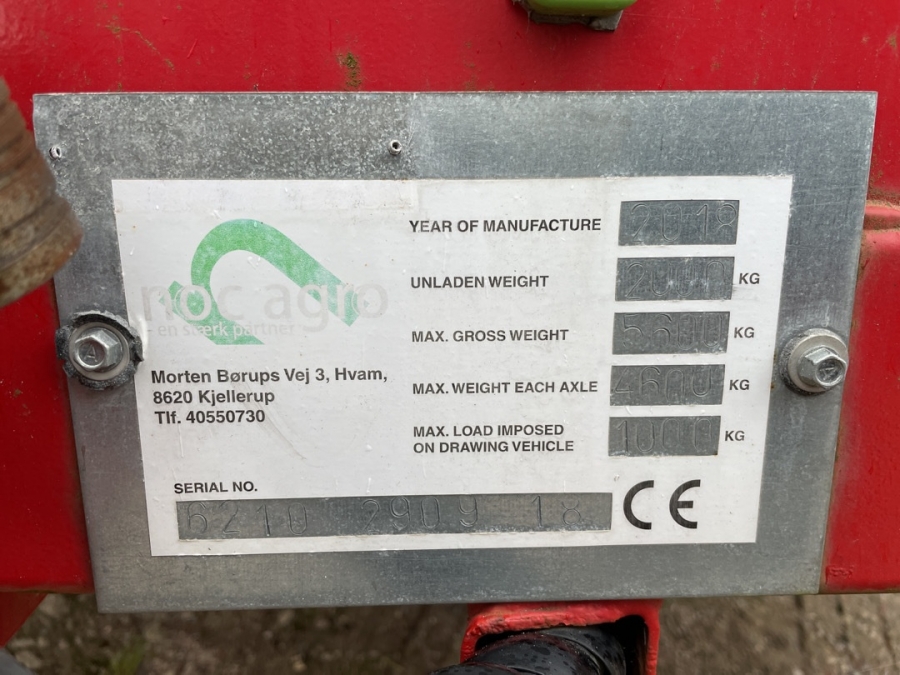 noc agro
- en stærk partner
Morten Børups Vej 3, Hvam,
8620 Kjellerup
Tlf. 40550730
YEAR OF MANUFACTURE 2018
UNLADEN WEIGHT KG
MAX. GROSS WEIGHT 5600 KG
MAX. WEIGHT EACH AXLE 4600 KG
MAX. LOAD IMPOSED
ON DRAWING VEHICLE 1000 KG
SERIAL NO.
6210 2909 18
CE